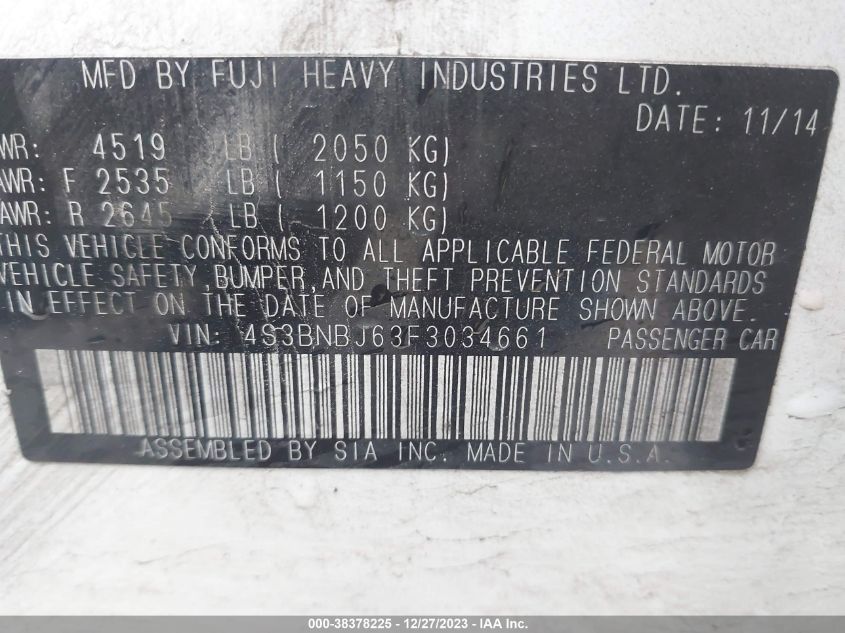 MFD BY FUJI HEAVY INDUSTRIES LTD.
DATE: 11/14
WR: 4519 LB ( 2050 KG)
AWR: F 2535 LB ( 1150 KG)
AWR: R 2645 LB ( 1200 KG)
THIS VEHICLE CONFORMS TO ALL APPLICABLE FEDERAL MOTOR
VEHICLE SAFETY,BUMPER,AND THEFT PREVENTION STANDARDS
IN EFFECT ON THE DATE OF MANUFACTURE SHOWN ABOVE.
VIN: 4S3BNBJ63F3034661 PASSENGER CAR
ASSEMBLED BY SIA INC. MADE IN U.S.A.
000-38378225 - 12/27/2023 - IAA Inc.